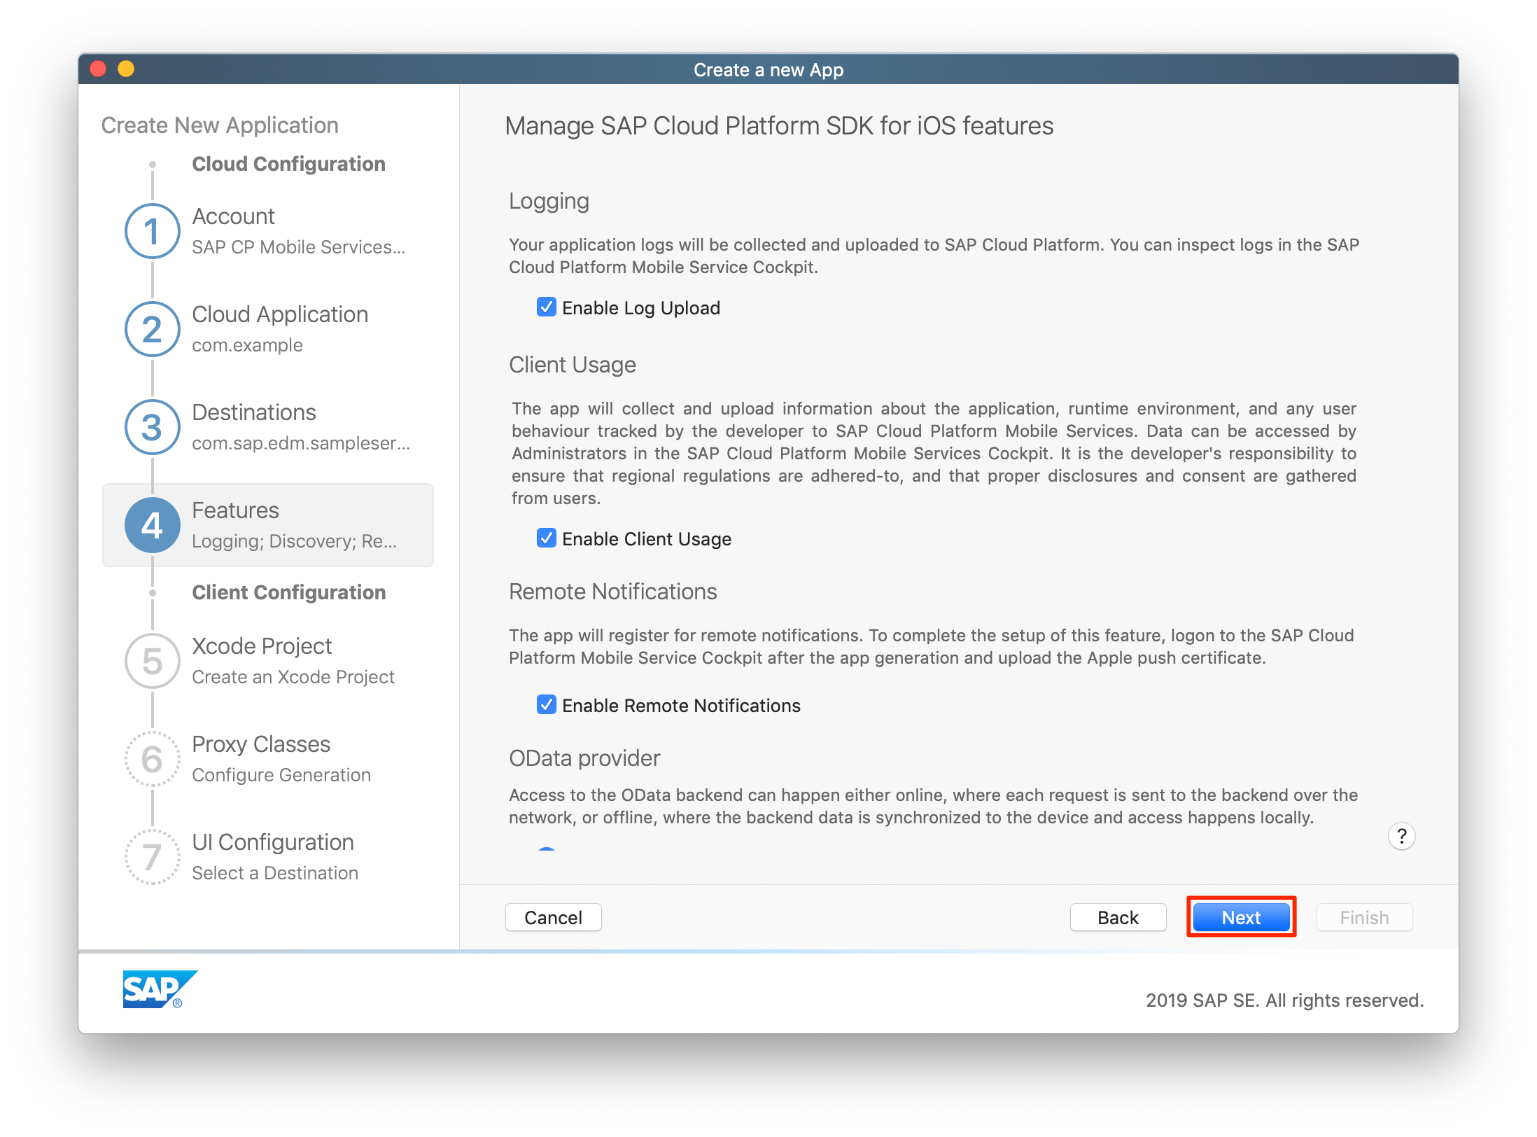 Create a new App
Create New Application
Cloud Configuration
1
Account
SAP CP Mobile Services...
2
Cloud Application
com.example
3
Destinations
com.sap.edm.sampleser...
4
Features
Logging; Discovery; Re...
Client Configuration
5
Xcode Project
Create an Xcode Project
6
Proxy Classes
Configure Generation
7
UI Configuration
Select a Destination
Manage SAP Cloud Platform SDK for iOS features
Logging
Your application logs will be collected and uploaded to SAP Cloud Platform. You can inspect logs in the SAP
Cloud Platform Mobile Service Cockpit.
Enable Log Upload
Client Usage
The app will collect and upload information about the application, runtime environment, and any user
behaviour tracked by the developer to SAP Cloud Platform Mobile Services. Data can be accessed by
Administrators in the SAP Cloud Platform Mobile Services Cockpit. It is the developer's responsibility to
ensure that regional regulations are adhered-to, and that proper disclosures and consent are gathered
from users.
Enable Client Usage
Remote Notifications
The app will register for remote notifications. To complete the setup of this feature, logon to the SAP Cloud
Platform Mobile Service Cockpit after the app generation and upload the Apple push certificate.
Enable Remote Notifications
OData provider
Access to the OData backend can happen either online, where each request is sent to the backend over the
network, or offline, where the backend data is synchronized to the device and access happens locally.
?
Cancel
Back
Next
Finish
SAP®
2019 SAP SE. All rights reserved.